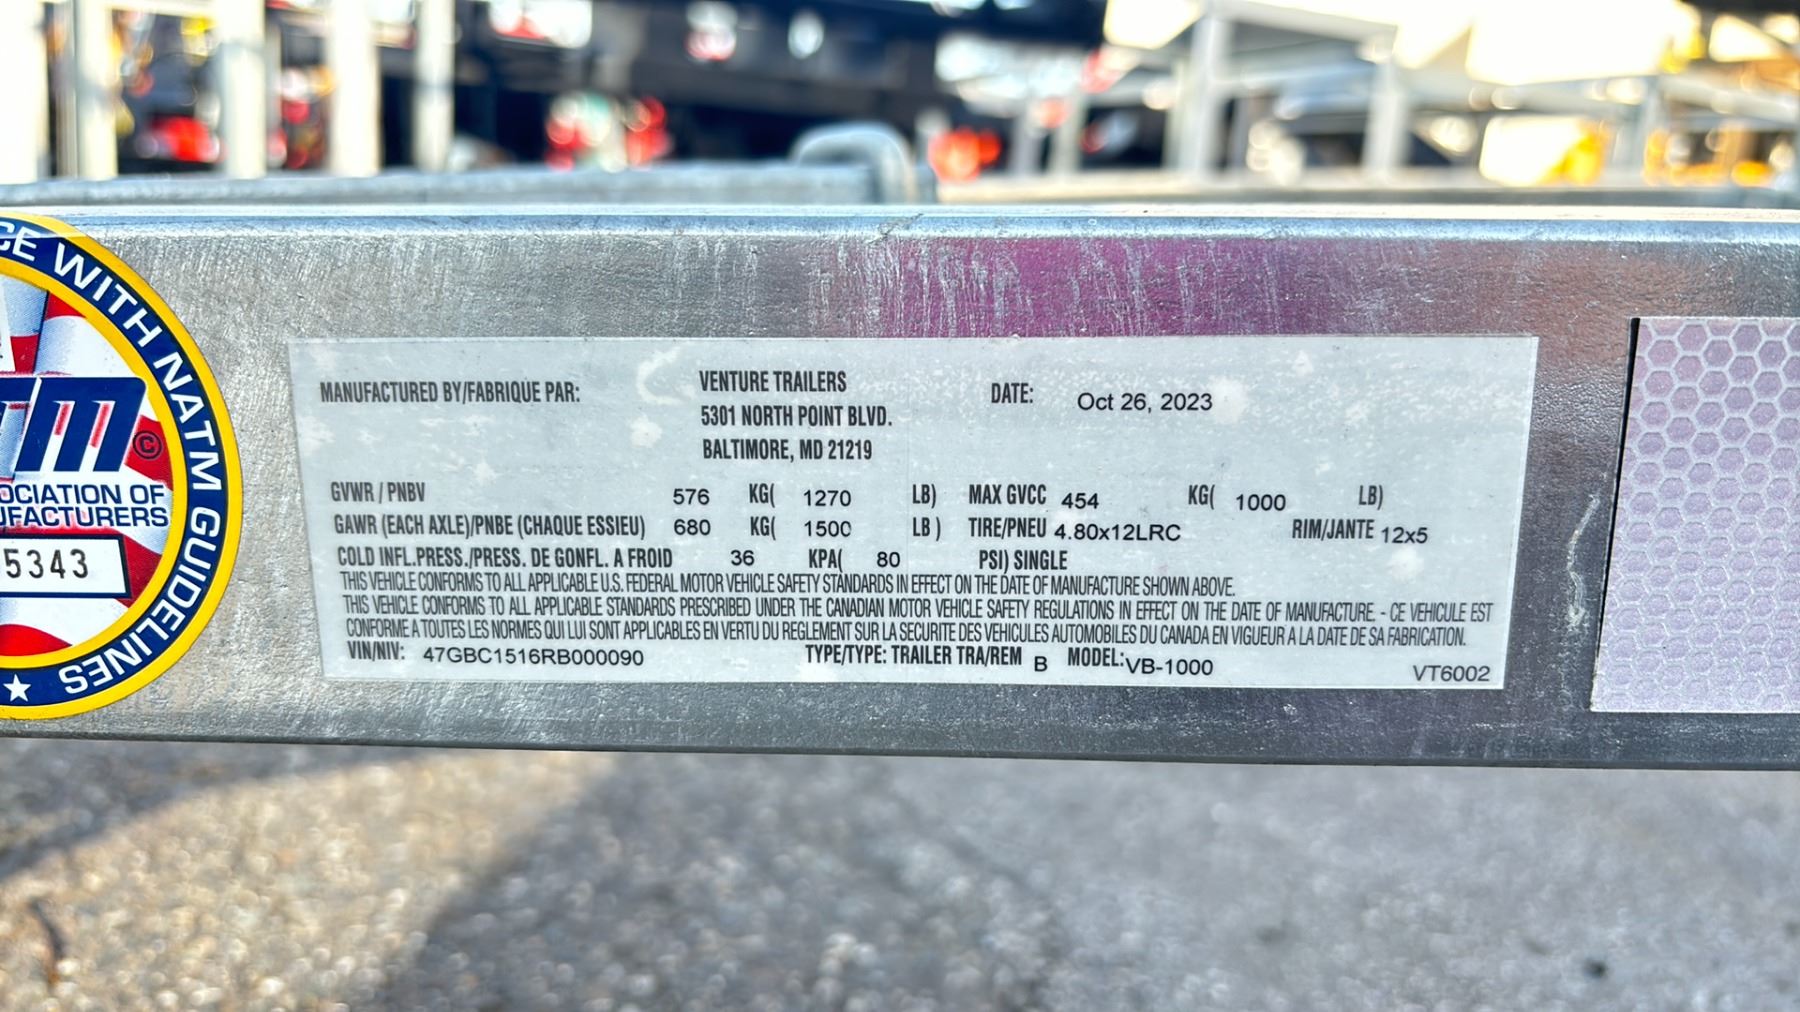 CE WITH NATM GUIDELINES
TM ©
OCIATION OF
UFACTURERS
5343
MANUFACTURED BY/FABRIQUE PAR: VENTURE TRAILERS DATE: Oct 26, 2023
5301 NORTH POINT BLVD.
BALTIMORE, MD 21219
GVWR / PNBV 576 KG( 1270 LB) MAX GVCC 454 KG( 1000 LB)
GAWR (EACH AXLE)/PNBE (CHAQUE ESSIEU) 680 KG( 1500 LB ) TIRE/PNEU 4.80x12LRC RIM/JANTE 12x5
COLD INFL.PRESS./PRESS. DE GONFL. A FROID 36 KPA( 80 PSI) SINGLE
THIS VEHICLE CONFORMS TO ALL APPLICABLE U.S. FEDERAL MOTOR VEHICLE SAFETY STANDARDS IN EFFECT ON THE DATE OF MANUFACTURE SHOWN ABOVE.
THIS VEHICLE CONFORMS TO ALL APPLICABLE STANDARDS PRESCRIBED UNDER THE CANADIAN MOTOR VEHICLE SAFETY REGULATIONS IN EFFECT ON THE DATE OF MANUFACTURE. - CE VEHICULE EST
CONFORME A TOUTES LES NORMES QUI LUI SONT APPLICABLES EN VERTU DU REGLEMENT SUR LA SECURITE DES VEHICULES AUTOMOBILES DU CANADA EN VIGUEUR A LA DATE DE SA FABRICATION.
VIN/NIV: 47GBC1516RB000090 TYPE/TYPE: TRAILER TRA/REM B MODEL: VB-1000 VT6002